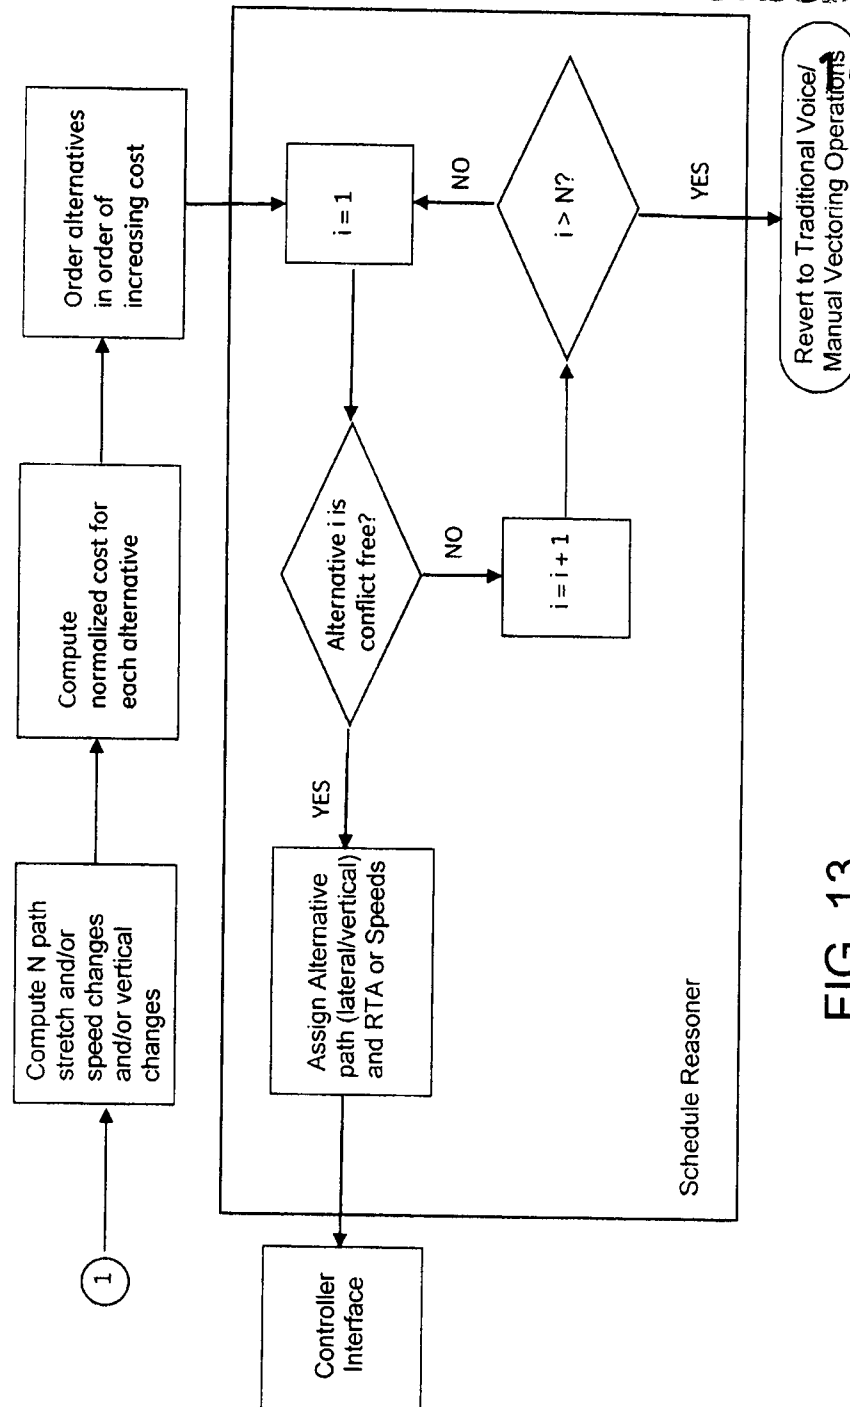 1
Compute N path
stretch and/or
speed changes
and/or vertical
changes
Compute
normalized cost for
each alternative
Order alternatives
in order of
increasing cost
Controller
Interface
Assign Alternative
path (lateral/vertical)
and RTA or Speeds
YES
Alternative i is
conflict free?
NO
i = 1
i = i + 1
NO
i > N?
YES
Schedule Reasoner
Revert to Traditional Voice/
Manual Vectoring Operations
FIG. 13